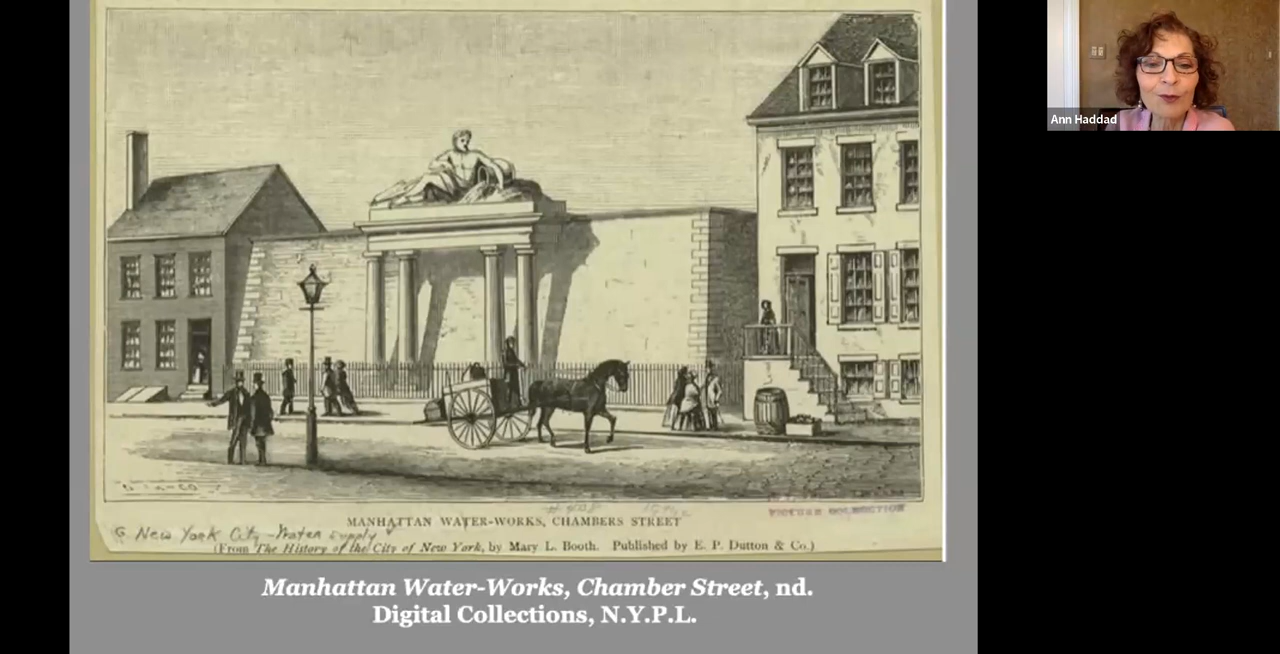 Ann Haddad
MANHATTAN WATER-WORKS, CHAMBERS STREET
PICTURE COLLECTION
G New York City - Water supply
(From The History of the City of New York, by Mary L. Booth. Published by E. P. Dutton & Co.)
Manhattan Water-Works, Chamber Street, nd.
Digital Collections, N.Y.P.L.